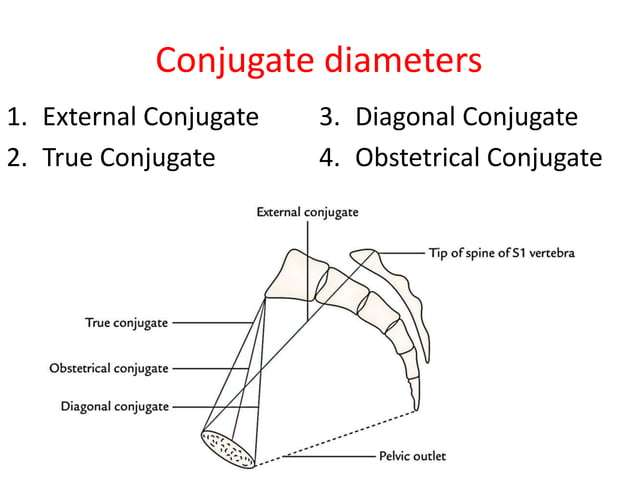 Conjugate diameters
1. External Conjugate
2. True Conjugate
3. Diagonal Conjugate
4. Obstetrical Conjugate
External conjugate
Tip of spine of S1 vertebra
True conjugate
Obstetrical conjugate
Diagonal conjugate
Pelvic outlet